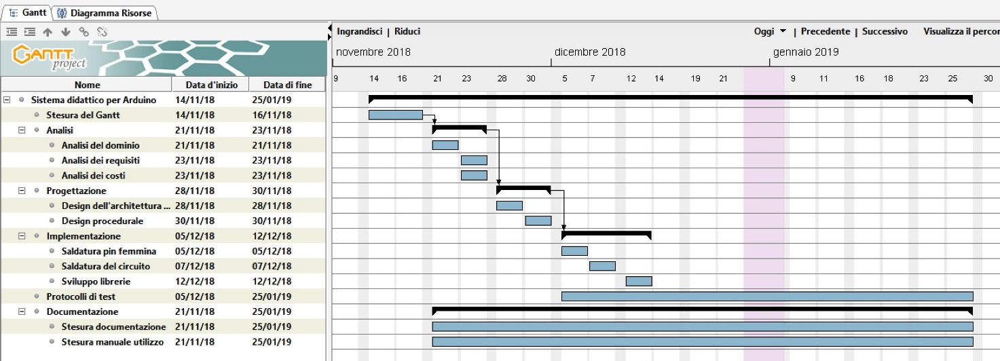 Gantt Diagramma Risorse
Ingrandisci | Riduci Oggi | Precedente | Successivo Visualizza il percor
GANTT project
novembre 2018 dicembre 2018 gennaio 2019
Nome Data d'inizio Data di fine
9 14 16 21 23 28 30 5 7 12 14 19 21 9 11 16 18 23 25 30
Sistema didattico per Arduino 14/11/18 25/01/19
Stesura del Gantt 14/11/18 16/11/18
Analisi 21/11/18 23/11/18
Analisi del dominio 21/11/18 21/11/18
Analisi dei requisiti 23/11/18 23/11/18
Analisi dei costi 23/11/18 23/11/18
Progettazione 28/11/18 30/11/18
Design dell'architettura ... 28/11/18 28/11/18
Design procedurale 30/11/18 30/11/18
Implementazione 05/12/18 12/12/18
Saldatura pin femmina 05/12/18 05/12/18
Saldatura del circuito 07/12/18 07/12/18
Sviluppo librerie 12/12/18 12/12/18
Protocolli di test 05/12/18 25/01/19
Documentazione 21/11/18 25/01/19
Stesura documentazione 21/11/18 25/01/19
Stesura manuale utilizzo 21/11/18 25/01/19